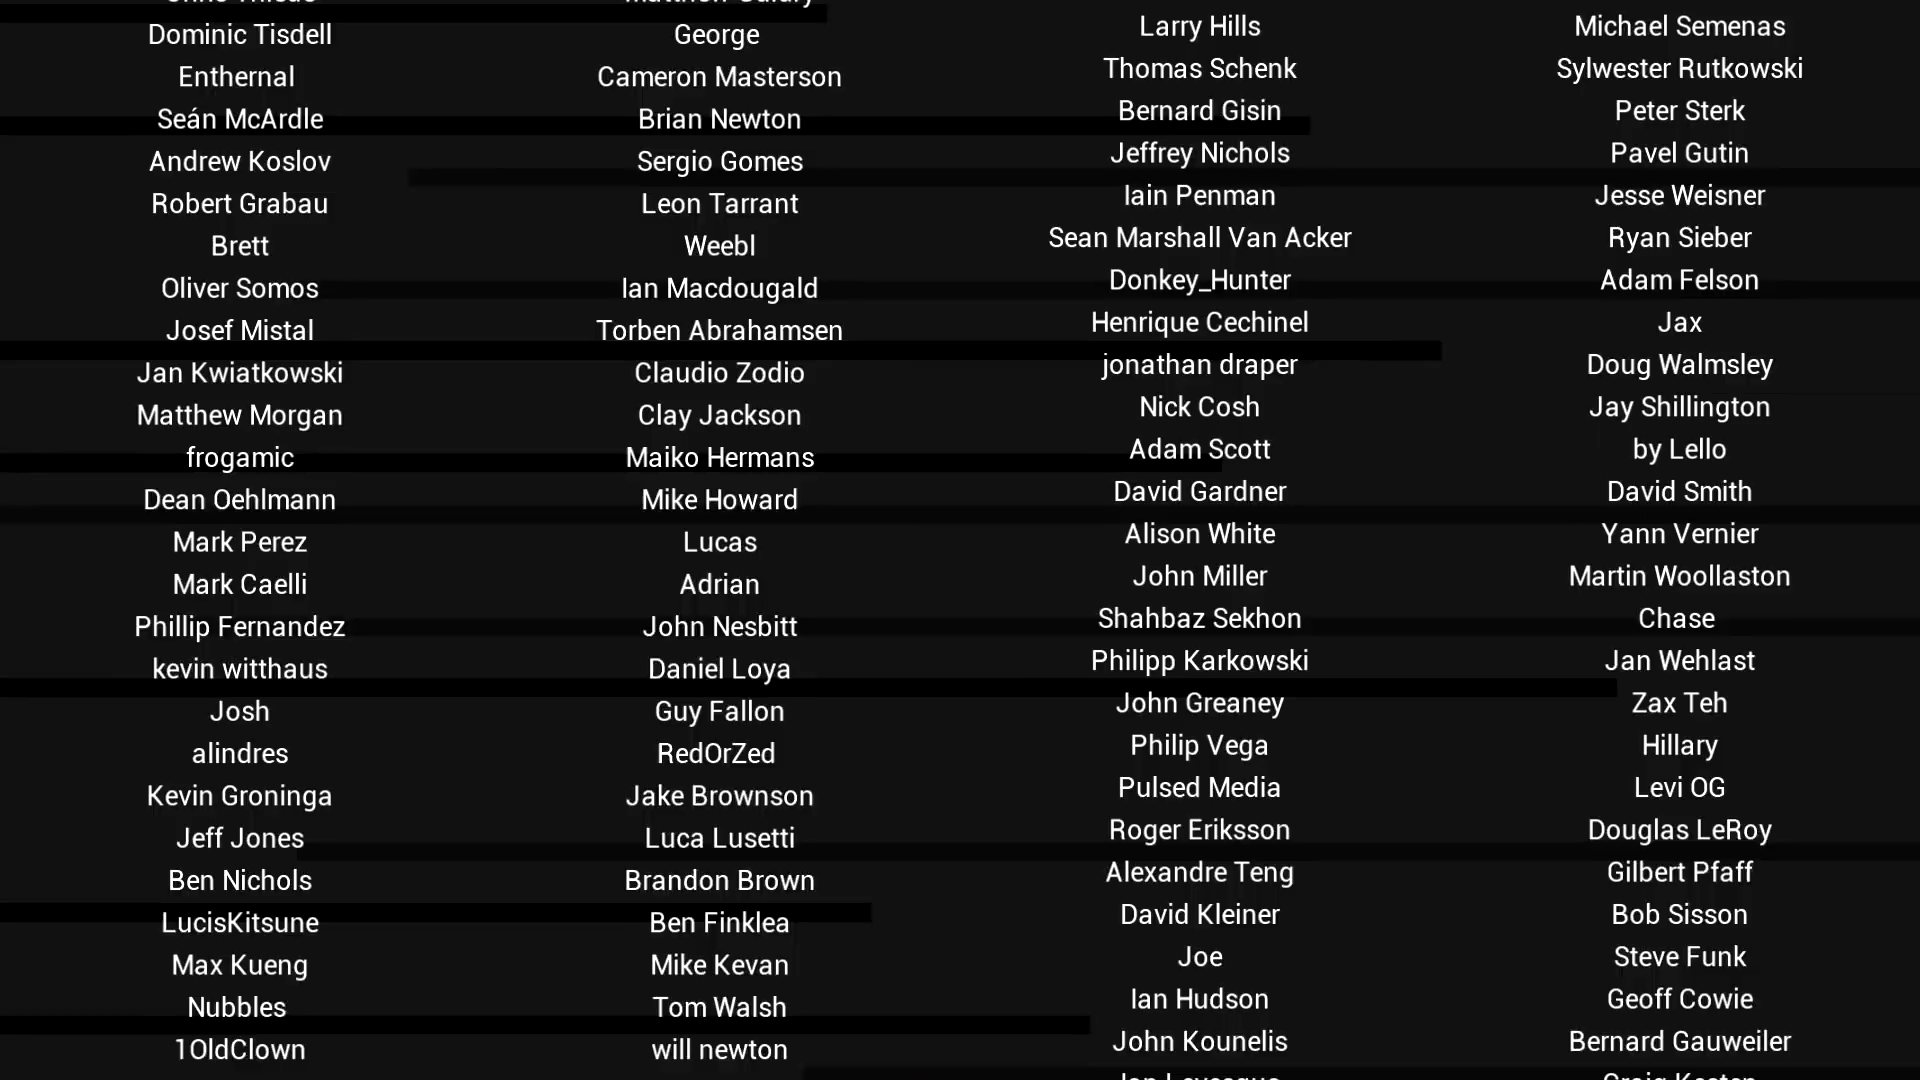 Dominic Tisdell
Enthernal
Seán McArdle
Andrew Koslov
Robert Grabau
Brett
Oliver Somos
Josef Mistal
Jan Kwiatkowski
Matthew Morgan
frogamic
Dean Oehlmann
Mark Perez
Mark Caelli
Phillip Fernandez
kevin witthaus
Josh
alindres
Kevin Groninga
Jeff Jones
Ben Nichols
LucisKitsune
Max Kueng
Nubbles
1OldClown
George
Cameron Masterson
Brian Newton
Sergio Gomes
Leon Tarrant
Weebl
Ian Macdougald
Torben Abrahamsen
Claudio Zodio
Clay Jackson
Maiko Hermans
Mike Howard
Lucas
Adrian
John Nesbitt
Daniel Loya
Guy Fallon
RedOrZed
Jake Brownson
Luca Lusetti
Brandon Brown
Ben Finklea
Mike Kevan
Tom Walsh
will newton
Larry Hills
Thomas Schenk
Bernard Gisin
Jeffrey Nichols
Iain Penman
Sean Marshall Van Acker
Donkey_Hunter
Henrique Cechinel
jonathan draper
Nick Cosh
Adam Scott
David Gardner
Alison White
John Miller
Shahbaz Sekhon
Philipp Karkowski
John Greaney
Philip Vega
Pulsed Media
Roger Eriksson
Alexandre Teng
David Kleiner
Joe
Ian Hudson
John Kounelis
Michael Semenas
Sylwester Rutkowski
Peter Sterk
Pavel Gutin
Jesse Weisner
Ryan Sieber
Adam Felson
Jax
Doug Walmsley
Jay Shillington
by Lello
David Smith
Yann Vernier
Martin Woollaston
Chase
Jan Wehlast
Zax Teh
Hillary
Levi OG
Douglas LeRoy
Gilbert Pfaff
Bob Sisson
Steve Funk
Geoff Cowie
Bernard Gauweiler